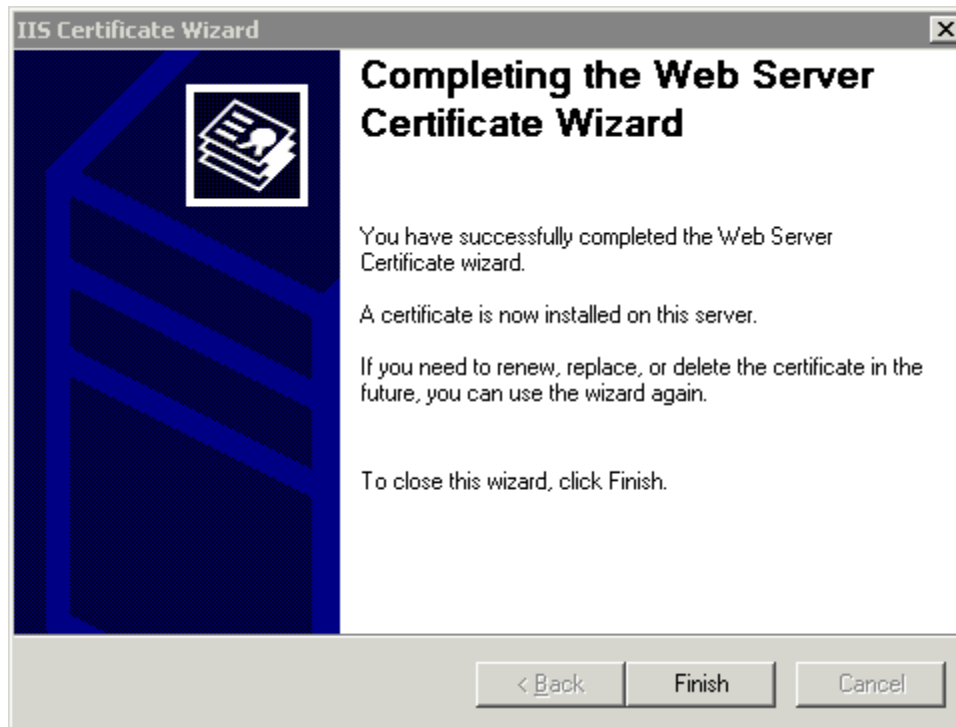 IIS Certificate Wizard
Completing the Web Server
Certificate Wizard
You have successfully completed the Web Server
Certificate wizard.
A certificate is now installed on this server.
If you need to renew, replace, or delete the certificate in the
future, you can use the wizard again.
To close this wizard, click Finish.
< Back
Finish
Cancel